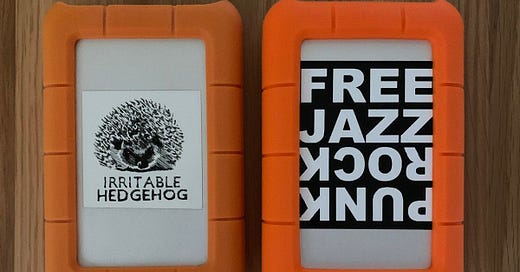 IRRITABLE
HEDGEHOG
FREE
JAZZ
ROCK
PUNK